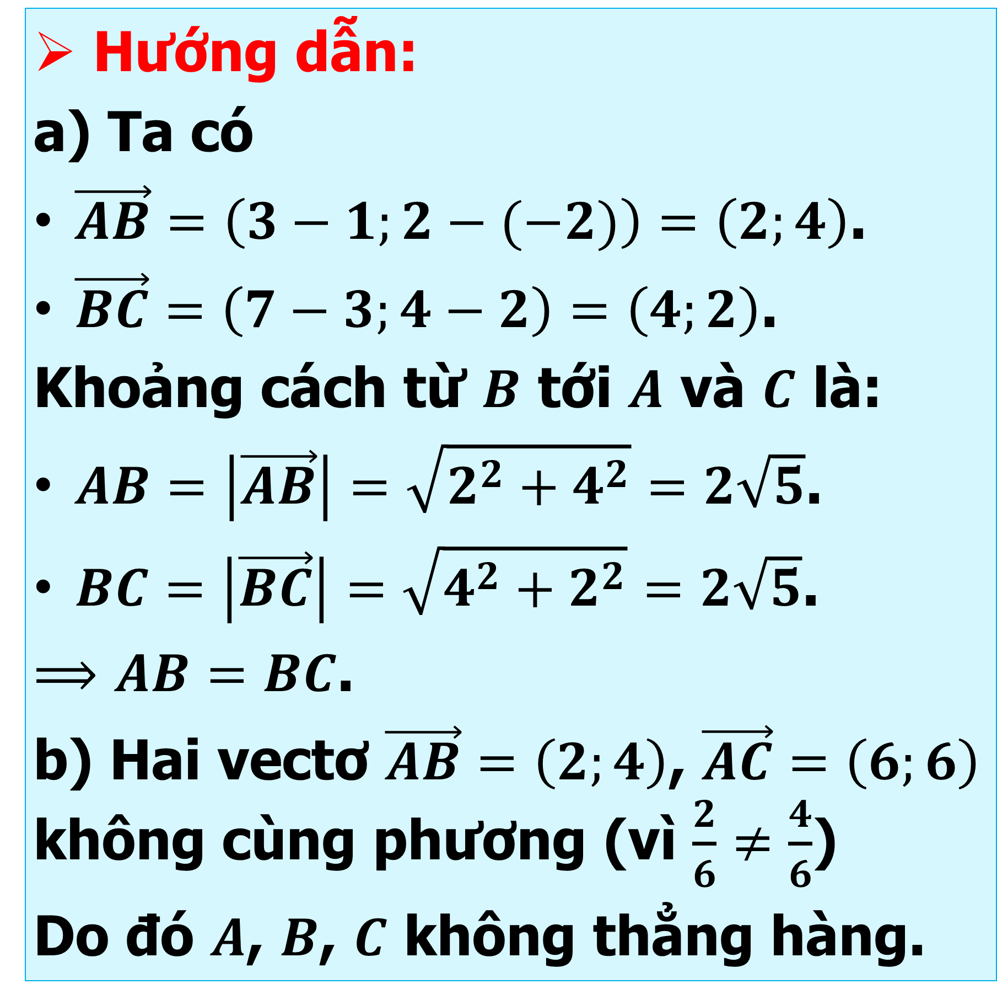 ➢ Hướng dẫn:
a) Ta có
• $\overrightarrow{AB} = (3 - 1; 2 - (-2)) = (2; 4)$.
• $\overrightarrow{BC} = (7 - 3; 4 - 2) = (4; 2)$.
Khoảng cách từ $B$ tới $A$ và $C$ là:
• $AB = |\overrightarrow{AB}| = \sqrt{2^2 + 4^2} = 2\sqrt{5}$.
• $BC = |\overrightarrow{BC}| = \sqrt{4^2 + 2^2} = 2\sqrt{5}$.
⟹ $AB = BC$.
b) Hai vectơ $\overrightarrow{AB} = (2; 4)$, $\overrightarrow{AC} = (6; 6)$
không cùng phương (vì $\frac{2}{6} \neq \frac{4}{6}$)
Do đó $A$, $B$, $C$ không thẳng hàng.